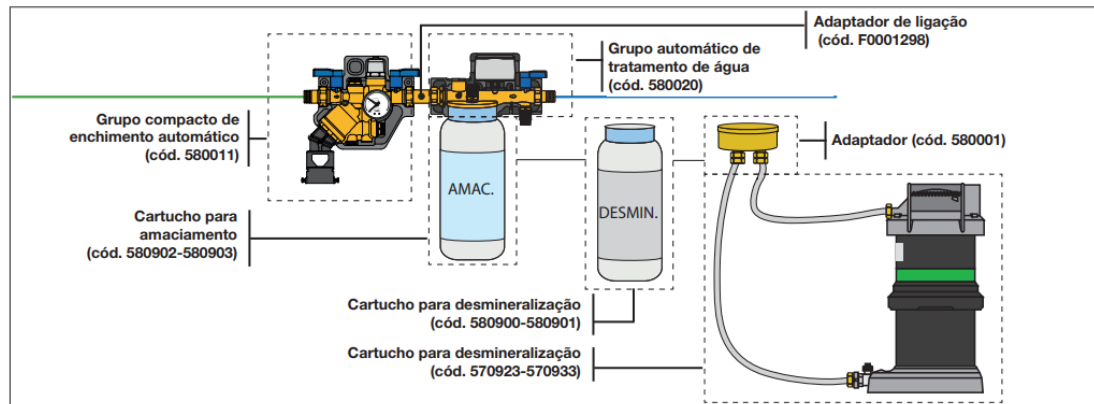 Adaptador de ligação
(cód. F0001298)
Grupo automático de
tratamento de água
(cód. 580020)
Grupo compacto de
enchimento automático
(cód. 580011)
Adaptador (cód. 580001)
AMAC.
DESMIN.
Cartucho para
amaciamento
(cód. 580902-580903)
Cartucho para desmineralização
(cód. 580900-580901)
Cartucho para desmineralização
(cód. 570923-570933)